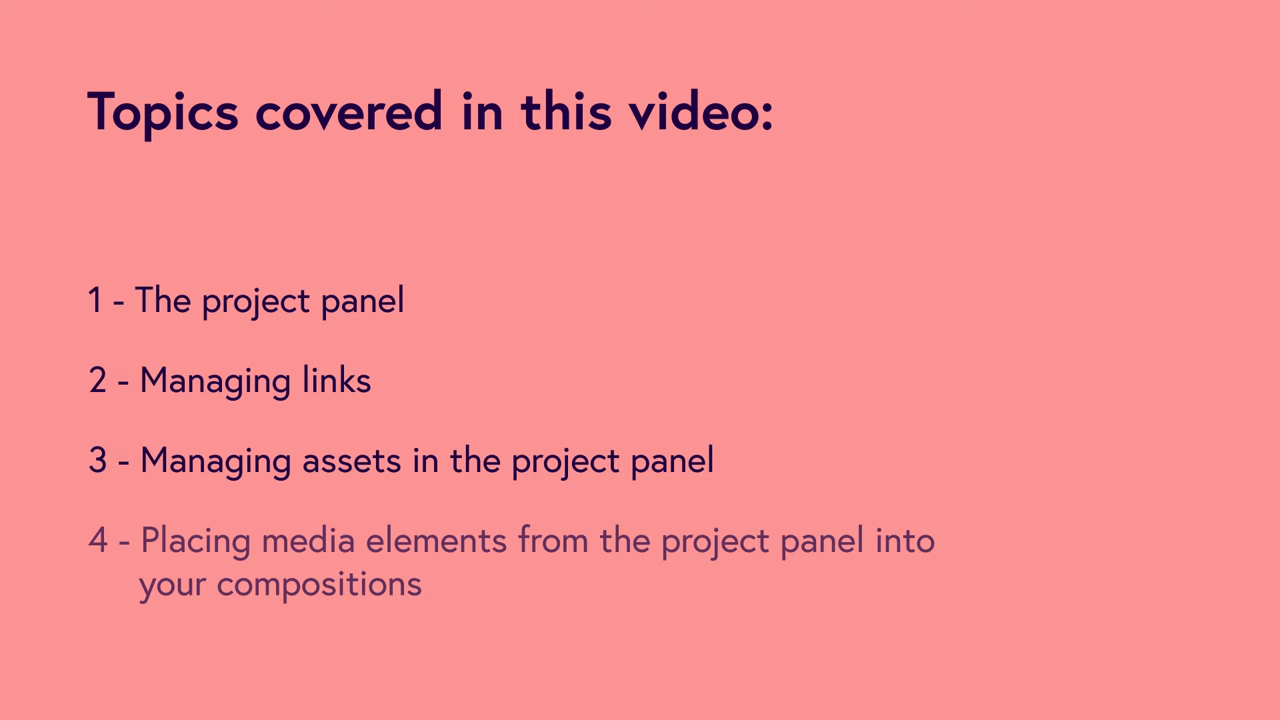 Topics covered in this video:
1 - The project panel
2 - Managing links
3 - Managing assets in the project panel
4 - Placing media elements from the project panel into
your compositions